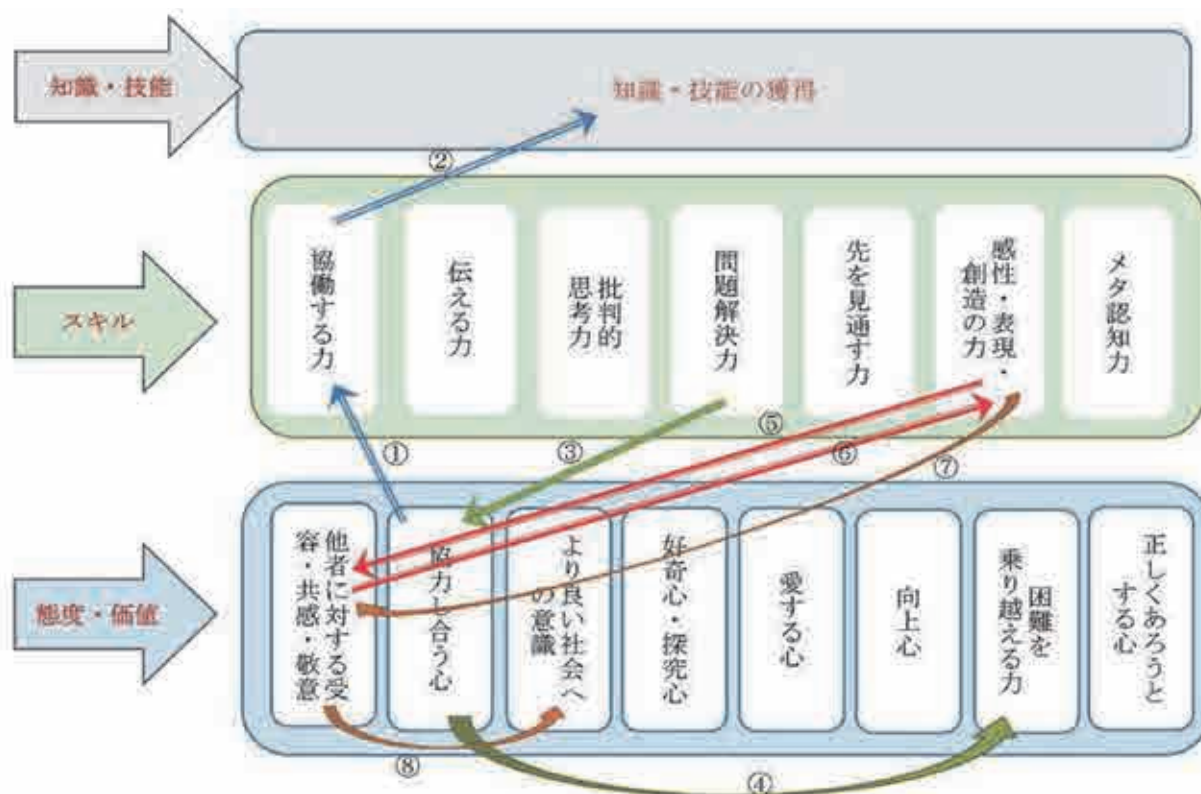 知識・技能
知識・技能の獲得
②
スキル
協働する力
伝える力
批判的
思考力
問題解決力
先を見通す力
感性・表現・
創造の力
メタ認知力
①
③
⑤
⑥
⑦
態度・価値
他者に対する受
容・共感・敬意
協力し合う心
より良い社会へ
の意識
好奇心・探究心
愛する心
向上心
困難を
乗り越える力
正しくあろうと
する心
⑧
④